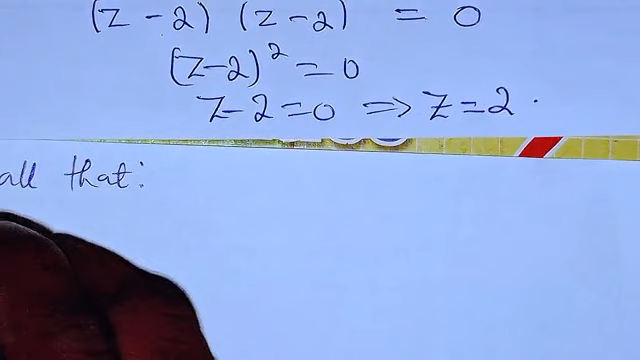 (z - 2) (z - 2) = 0
(z-2)² = 0
z-2=0 ⇒ z=2.
all that: